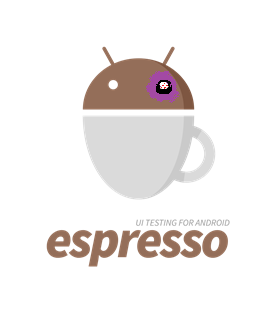 UI TESTING FOR ANDROID
espresso